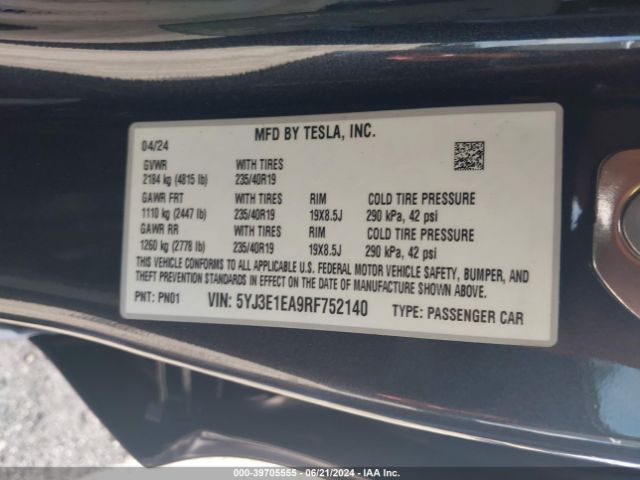 MFD BY TESLA, INC.
04/24
GVWR WITH TIRES
2184 kg (4815 lb) 235/40R19
GAWR FRT WITH TIRES RIM COLD TIRE PRESSURE
1110 kg (2447 lb) 235/40R19 19X8.5J 290 kPa, 42 psi
GAWR RR WITH TIRES RIM COLD TIRE PRESSURE
1260 kg (2778 lb) 235/40R19 19X8.5J 290 kPa, 42 psi
THIS VEHICLE CONFORMS TO ALL APPLICABLE U.S. FEDERAL MOTOR VEHICLE SAFETY, BUMPER, AND
THEFT PREVENTION STANDARDS IN EFFECT ON THE DATE OF MANUFACTURE SHOWN ABOVE.
PNT: PN01 VIN: 5YJ3E1EA9RF752140 TYPE: PASSENGER CAR
000-39705555 - 06/21/2024 - IAA Inc.